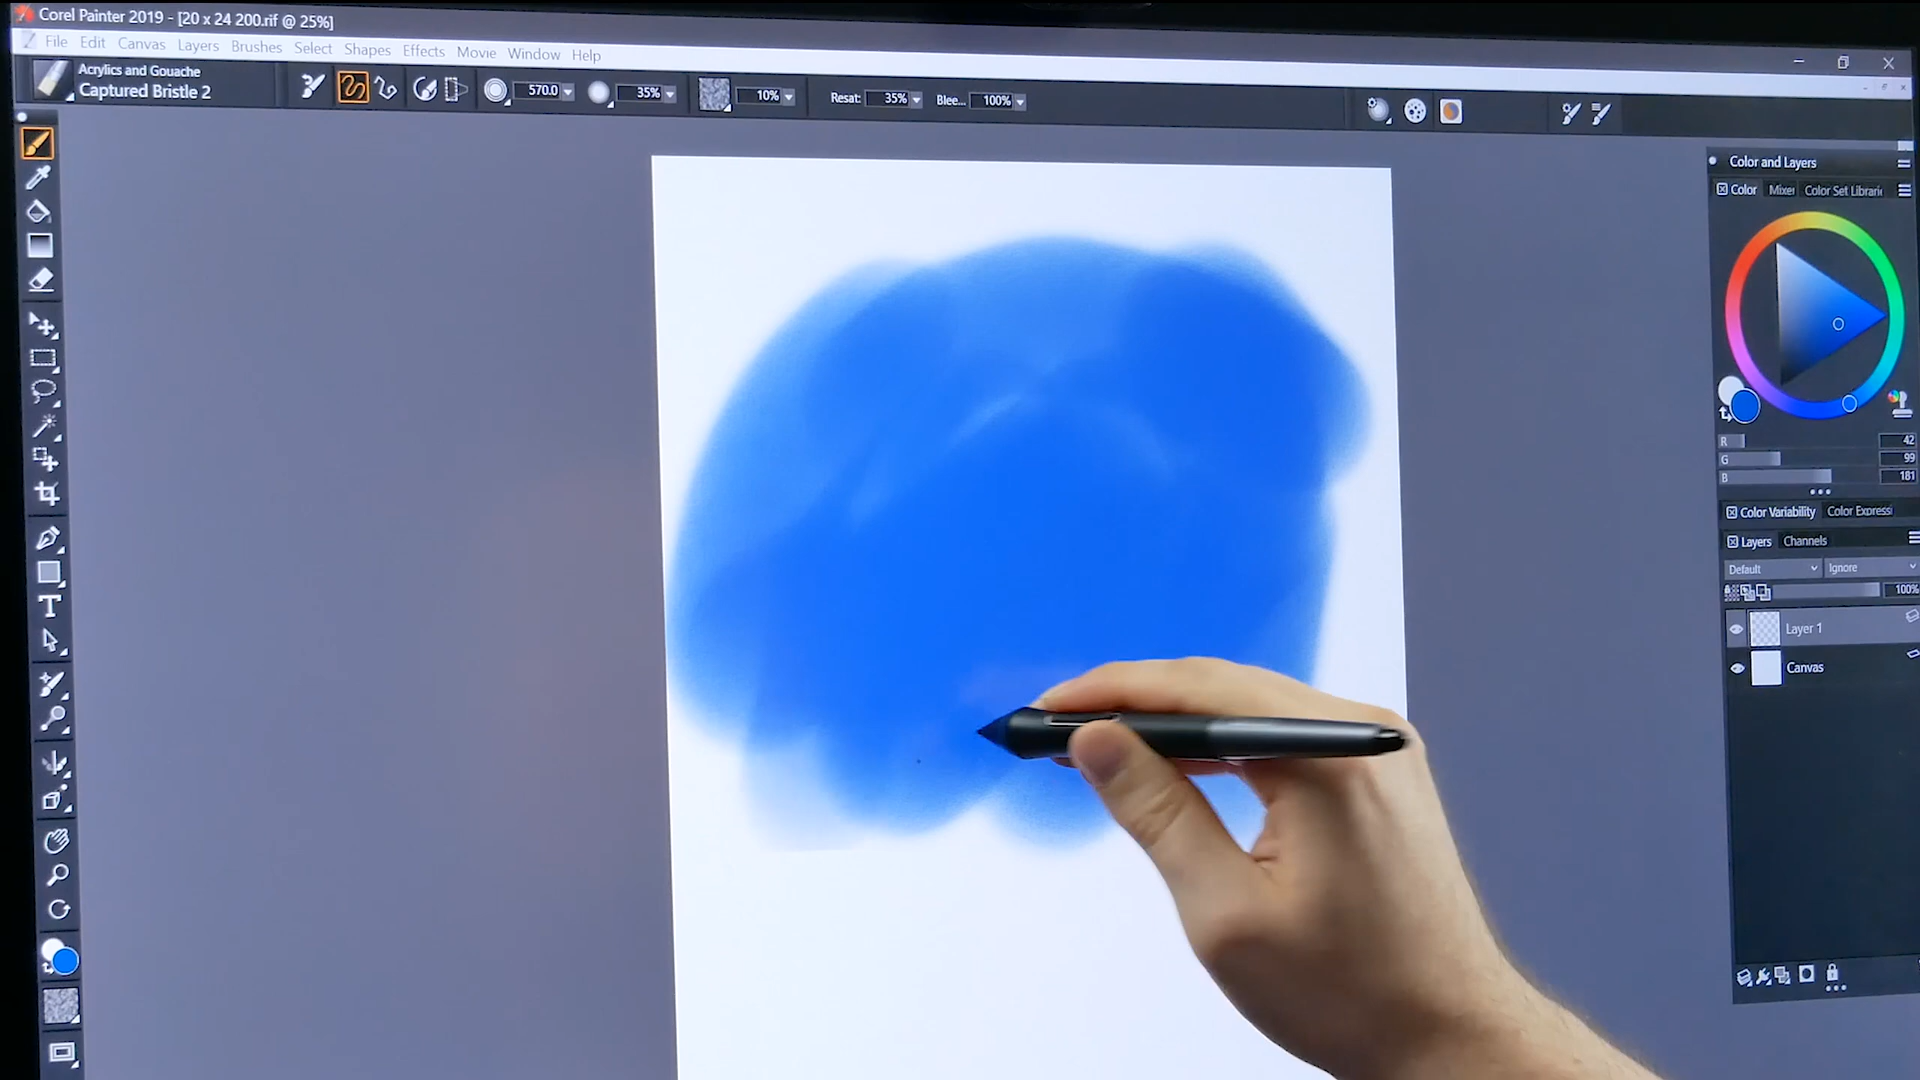 Corel Painter 2019 - [20 x 24 200.rif @ 25%]
File Edit Canvas Layers Brushes Select Shapes Effects Movie Window Help
Acrylics and Gouache
Captured Bristle 2
570.0 35% 10% Resat: 35% Blee... 100%
Color and Layers
Color Mixer Color Set Librari
R 42
G 99
B 181
Color Variability Color Expressi
Layers Channels
Default Ignore
100%
Layer 1
Canvas
T